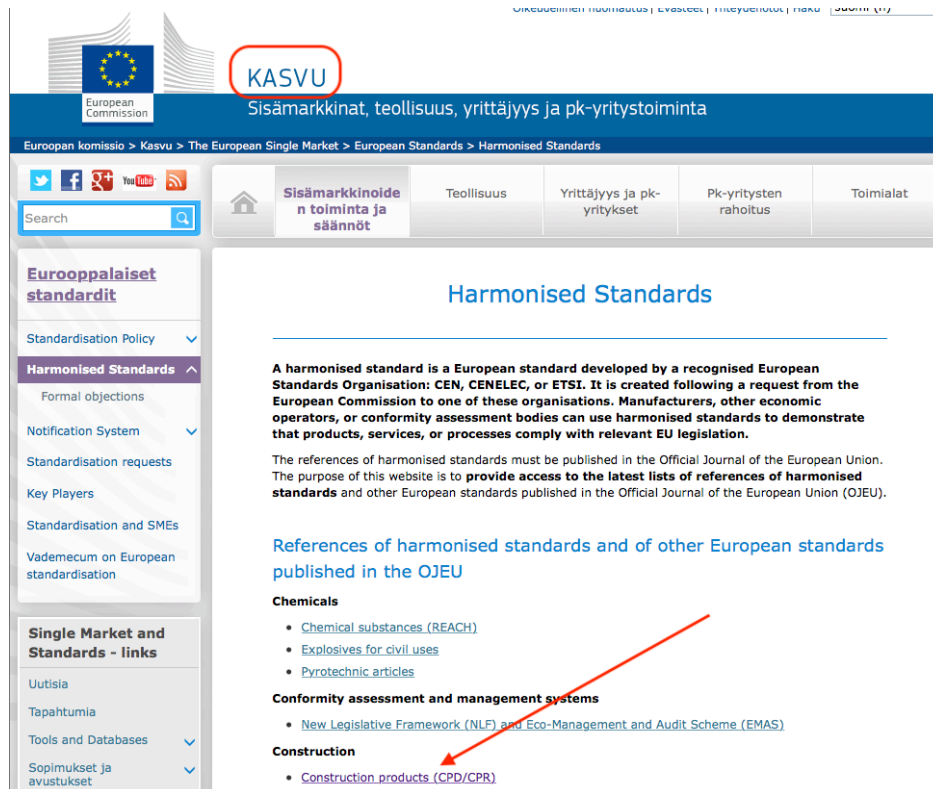 Oikeudellinen huomautus | Evästeet | Yhteydenotot | Haku Suomi (fi)
European
Commission
KASVU
Sisämarkkinat, teollisuus, yrittäjyys ja pk-yritystoiminta
Euroopan komissio > Kasvu > The European Single Market > European Standards > Harmonised Standards
You Tube
Search
Sisämarkkinoide
n toiminta ja
säännöt
Teollisuus
Yrittäjyys ja pk-
yritykset
Pk-yritysten
rahoitus
Toimialat
Eurooppalaiset
standardit
Standardisation Policy
Harmonised Standards
Formal objections
Notification System
Standardisation requests
Key Players
Standardisation and SMEs
Vademecum on European
standardisation
Single Market and
Standards - links
Uutisia
Tapahtumia
Tools and Databases
Sopimukset ja
avustukset
Harmonised Standards
A harmonised standard is a European standard developed by a recognised European
Standards Organisation: CEN, CENELEC, or ETSI. It is created following a request from the
European Commission to one of these organisations. Manufacturers, other economic
operators, or conformity assessment bodies can use harmonised standards to demonstrate
that products, services, or processes comply with relevant EU legislation.
The references of harmonised standards must be published in the Official Journal of the European Union.
The purpose of this website is to provide access to the latest lists of references of harmonised
standards and other European standards published in the Official Journal of the European Union (OJEU).
References of harmonised standards and of other European standards
published in the OJEU
Chemicals
• Chemical substances (REACH)
• Explosives for civil uses
• Pyrotechnic articles
Conformity assessment and management systems
• New Legislative Framework (NLF) and Eco-Management and Audit Scheme (EMAS)
Construction
• Construction products (CPD/CPR)